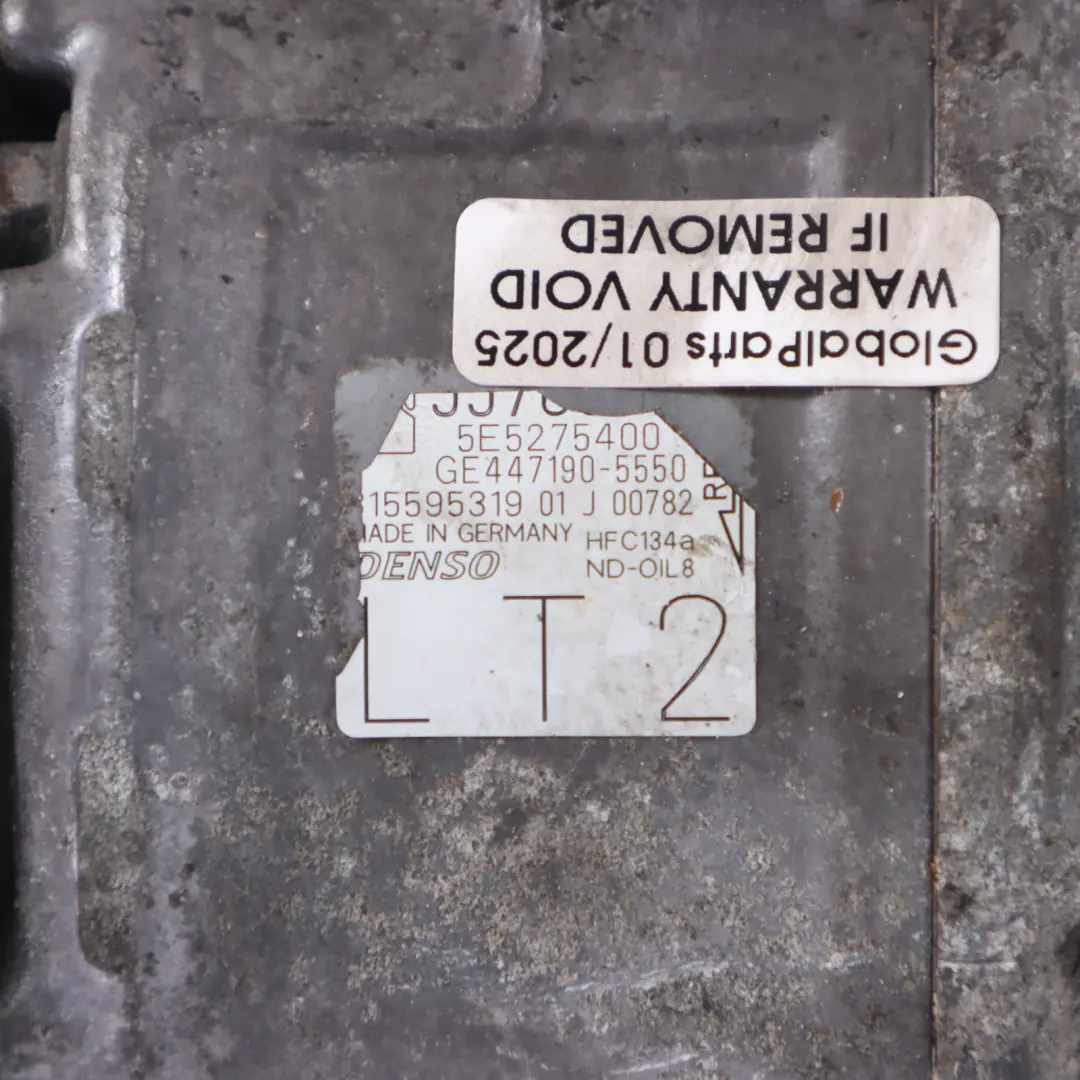 GlobalParts 01/2025
WARRANTY VOID
IF REMOVED
5E5275400
GE447190-5550
15595319 01 J 00782
MADE IN GERMANY
HFC134a
DENSO
ND-OIL8
LT2